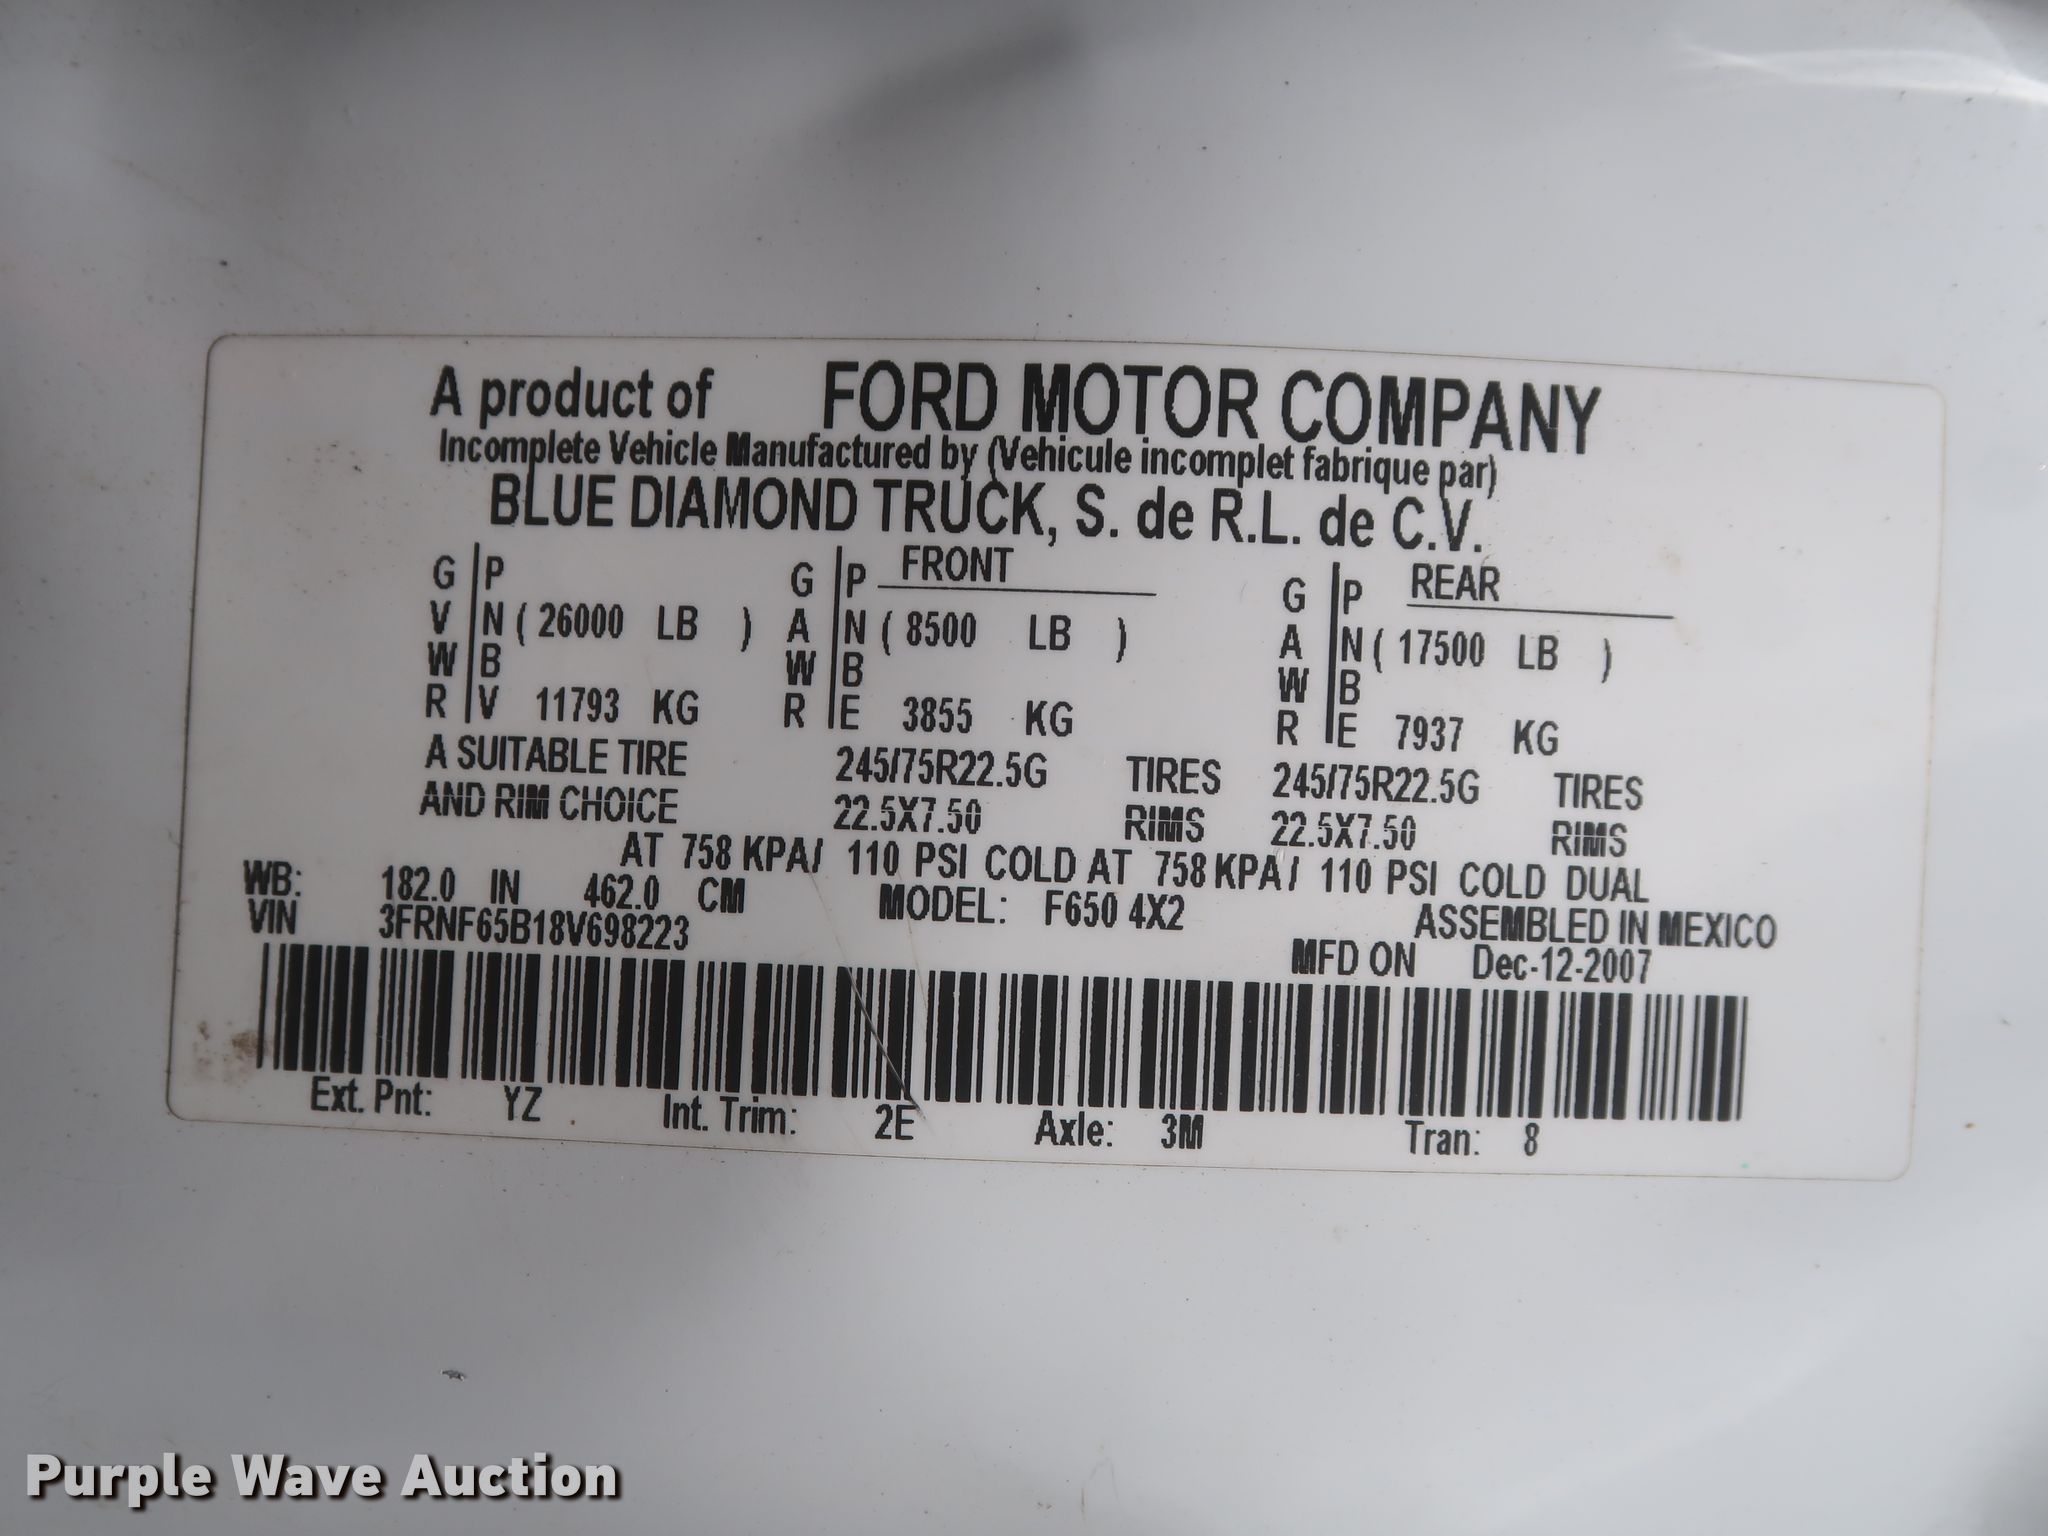 A product of FORD MOTOR COMPANY
Incomplete Vehicle Manufactured by (Vehicule incomplet fabrique par)
BLUE DIAMOND TRUCK, S. de R.L. de C.V.
G P G P FRONT G P REAR
V N ( 26000 LB ) A N ( 8500 LB ) A N ( 17500 LB )
W B W B W B
R V 11793 KG R E 3855 KG R E 7937 KG
A SUITABLE TIRE 245/75R22.5G TIRES 245/75R22.5G TIRES
AND RIM CHOICE 22.5X7.50 RIMS 22.5X7.50 RIMS
AT 758 KPA/ 110 PSI COLD AT 758 KPA/ 110 PSI COLD DUAL
WB: 182.0 IN 462.0 CM MODEL: F650 4X2 ASSEMBLED IN MEXICO
VIN 3FRNF65B18V698223 MFD ON Dec-12-2007
Ext. Pnt: YZ Int. Trim: 2E Axle: 3M Tran: 8
Purple Wave Auction